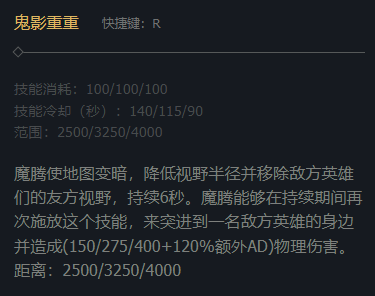 鬼影重重 快捷键：R
技能消耗：100/100/100
技能冷却（秒）：140/115/90
范围：2500/3250/4000
魔腾使地图变暗，降低视野半径并移除敌方英雄
们的友方视野，持续6秒。魔腾能够在持续期间再
次施放这个技能，来突进到一名敌方英雄的身边
并造成(150/275/400+120%额外AD)物理伤害。
距离：2500/3250/4000